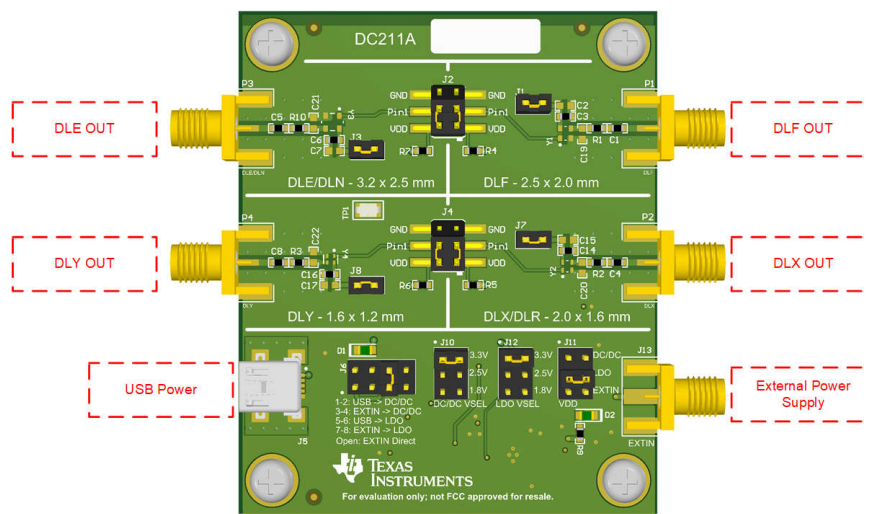 DC211A
P3
J2
J1
P1
C21
GND
GND
C2
C3
DLE OUT
C5
R10
Y3
Pin1
Pin1
R1
C1
DLF OUT
C6
J3
VDD
VDD
Y1
C19
C7
R7
R4
DLE/DLN
DLF
DLE/DLN - 3.2 x 2.5 mm
DLF - 2.5 x 2.0 mm
TP1
P4
J4
J7
P2
C22
GND
GND
C15
C14
DLY OUT
C8
R3
Y4
Pin1
Pin1
R2
C4
DLX OUT
C16
J8
VDD
VDD
Y2
C17
R6
R5
C20
DLY
DLX
DLY - 1.6 x 1.2 mm
DLX/DLR - 2.0 x 1.6 mm
D1
J10
J12
J11
J13
J6
3.3V
3.3V
DC/DC
USB Power
2.5V
2.5V
LDO
External Power
Supply
1.8V
1.8V
EXTIN
1-2: USB -> DC/DC
DC/DC VSEL
LDO VSEL
VDD
3-4: EXTIN -> DC/DC
5-6: USB -> LDO
D2
7-8: EXTIN -> LDO
J5
Open: EXTIN Direct
R9
EXTIN
TEXAS
INSTRUMENTS
For evaluation only; not FCC approved for resale.